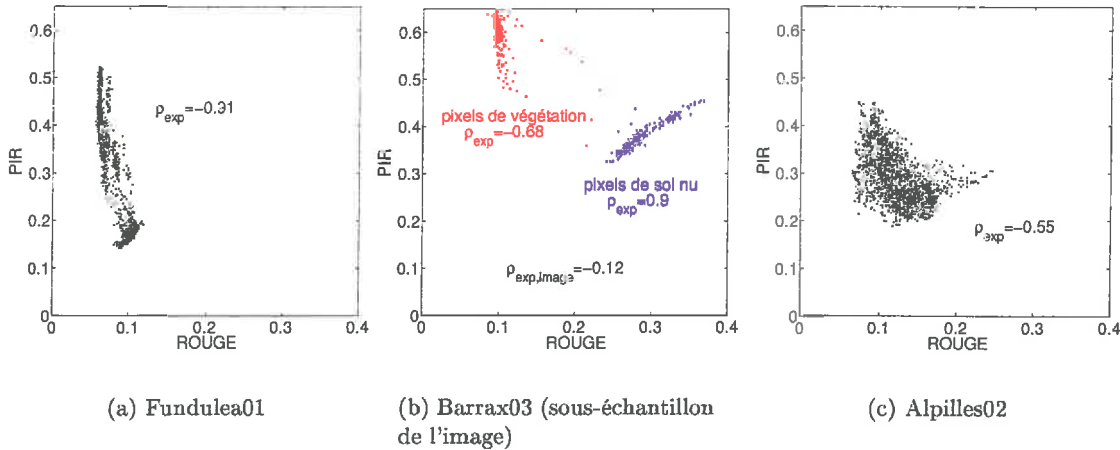 0.6
0.5
0.4
0.3
0.2
0.1
0
PIR
ρexp=−0.91
0
0.1
0.2
0.3
0.4
ROUGE
(a) Fundulea01
0.6
0.5
0.4
0.3
0.2
0.1
0
PIR
pixels de végétation
ρexp=−0.68
pixels de sol nu
ρexp=0.9
ρexp,image=−0.12
0
0.1
0.2
0.3
0.4
ROUGE
(b) Barrax03 (sous-échantillon
de l'image)
0.6
0.5
0.4
0.3
0.2
0.1
0
PIR
ρexp=−0.55
0
0.1
0.2
0.3
0.4
ROUGE
(c) Alpilles02